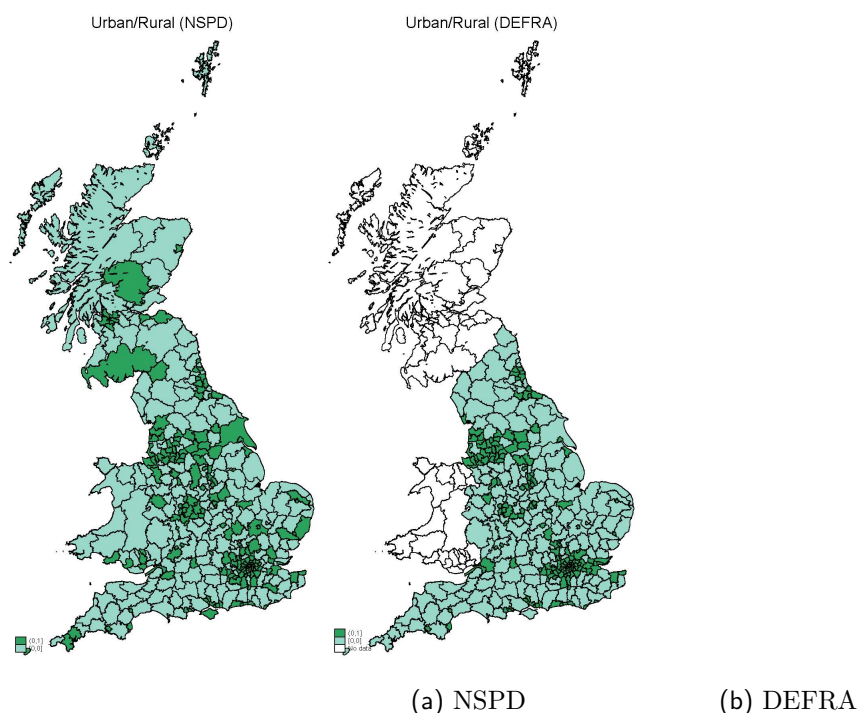 Urban/Rural (NSPD)
Urban/Rural (DEFRA)
(0,1]
[0,0]
(0,1]
[0,0]
No data
(a) NSPD
(b) DEFRA